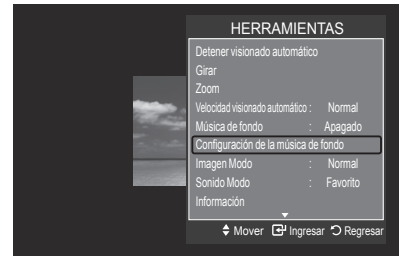 HERRAMIENTAS
Detener visionado automático
Girar
Zoom
Velocidad visionado automático : Normal
Música de fondo : Apagado
Configuración de la música de fondo
Imagen Modo : Normal
Sonido Modo : Favorito
Información
Mover Ingresar Regresar